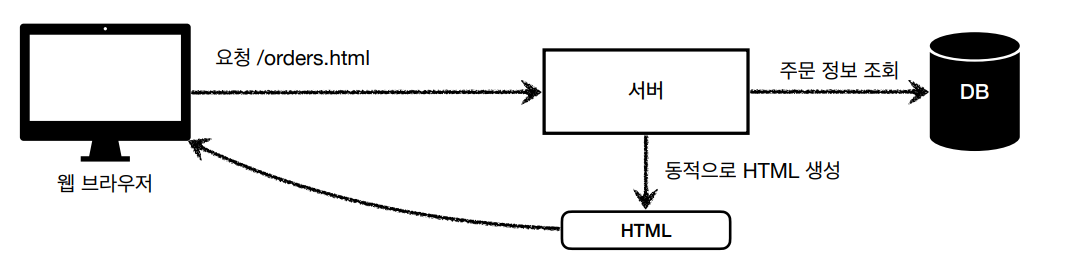 요청 /orders.html
주문 정보 조회
서버
DB
웹 브라우저
동적으로 HTML 생성
HTML